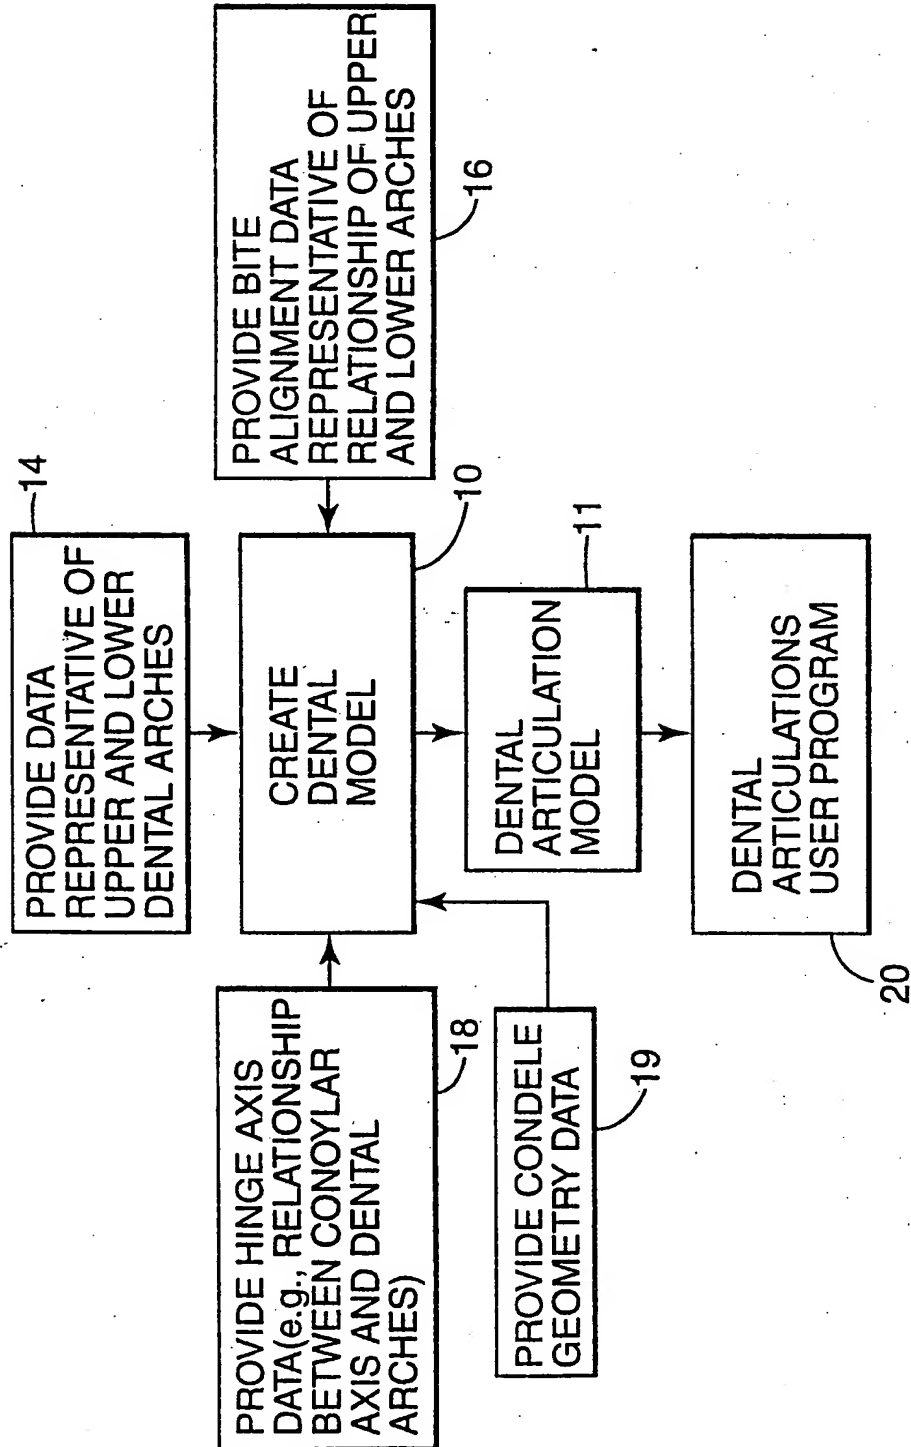 PROVIDE DATA
REPRESENTATIVE OF
UPPER AND LOWER
DENTAL ARCHES
14
PROVIDE HINGE AXIS
DATA(e.g., RELATIONSHIP
BETWEEN CONOYLAR
AXIS AND DENTAL
ARCHES)
18
CREATE
DENTAL
MODEL
10
PROVIDE BITE
ALIGNMENT DATA
REPRESENTATIVE OF
RELATIONSHIP OF UPPER
AND LOWER ARCHES
16
PROVIDE CONDELE
GEOMETRY DATA
19
DENTAL
ARTICULATION
MODEL
11
DENTAL
ARTICULATIONS
USER PROGRAM
20